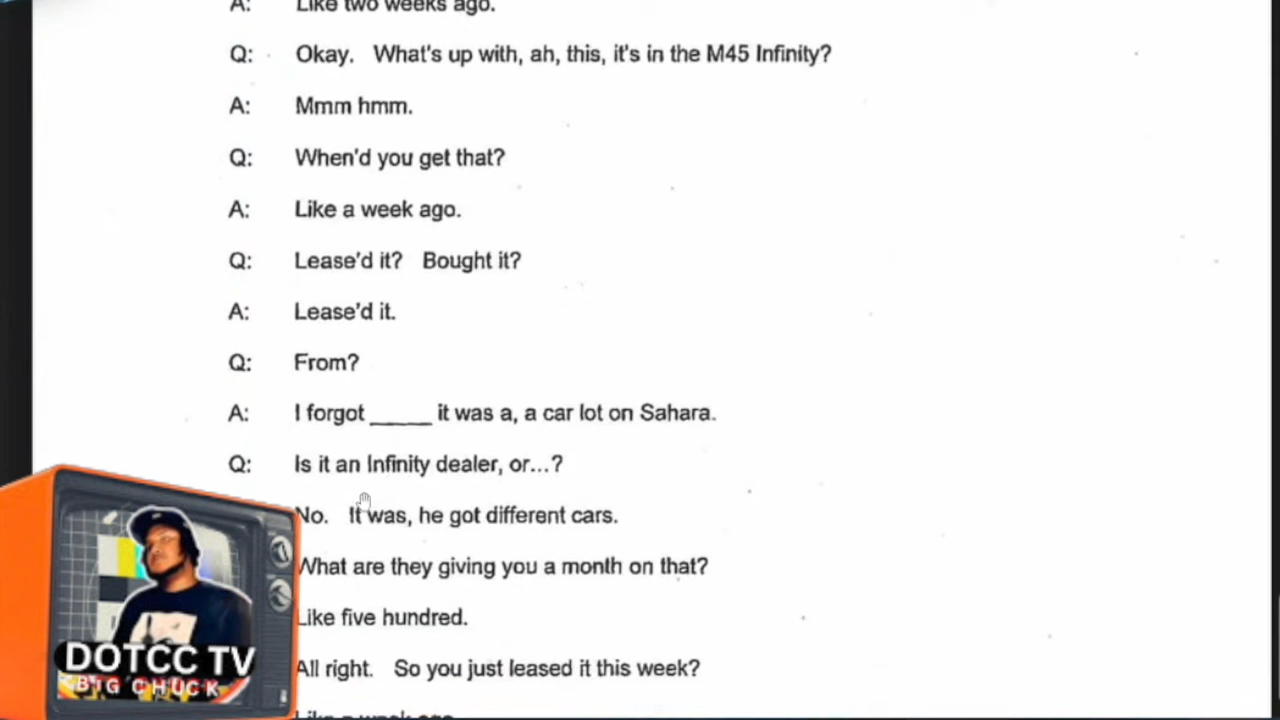 A: Like two weeks ago.
Q: Okay. What's up with, ah, this, it's in the M45 Infinity?
A: Mmm hmm.
Q: When'd you get that?
A: Like a week ago.
Q: Lease'd it? Bought it?
A: Lease'd it.
Q: From?
A: I forgot _____ it was a, a car lot on Sahara.
Q: Is it an Infinity dealer, or...?
No. It was, he got different cars.
What are they giving you a month on that?
Like five hundred.
All right. So you just leased it this week?
Like a week ago.
DOTCC TV
BIG CHUCK